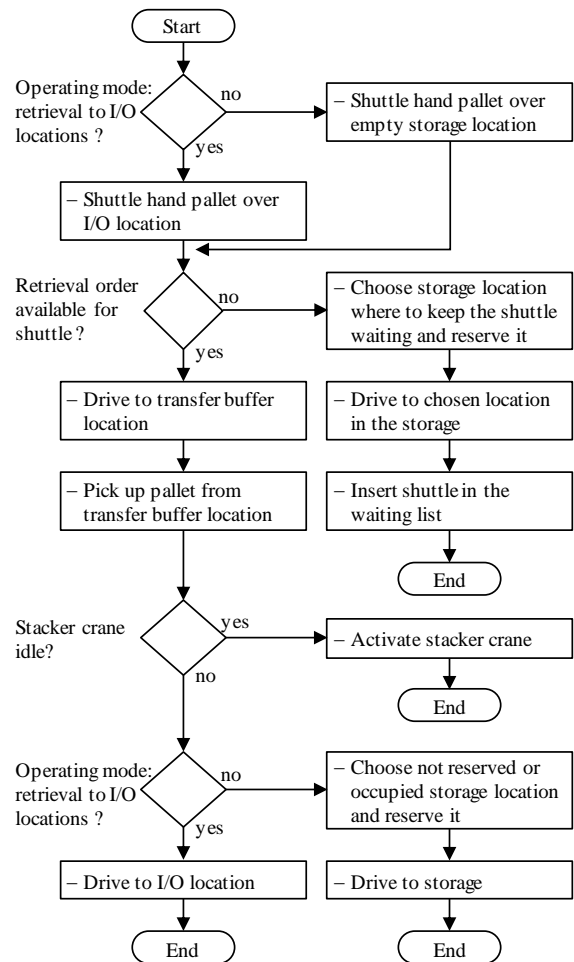 Start
Operating mode:
retrieval to I/O
locations ?
no
yes
– Shuttle hand pallet over
empty storage location
– Shuttle hand pallet over
I/O location
Retrieval order
available for
shuttle?
no
yes
– Choose storage location
where to keep the shuttle
waiting and reserve it
– Drive to transfer buffer
location
– Drive to chosen location
in the storage
– Pick up pallet from
transfer buffer location
– Insert shuttle in the
waiting list
End
Stacker crane
idle?
yes
no
– Activate stacker crane
End
Operating mode:
retrieval to I/O
locations ?
no
yes
– Choose not reserved or
occupied storage location
and reserve it
– Drive to I/O location
– Drive to storage
End
End